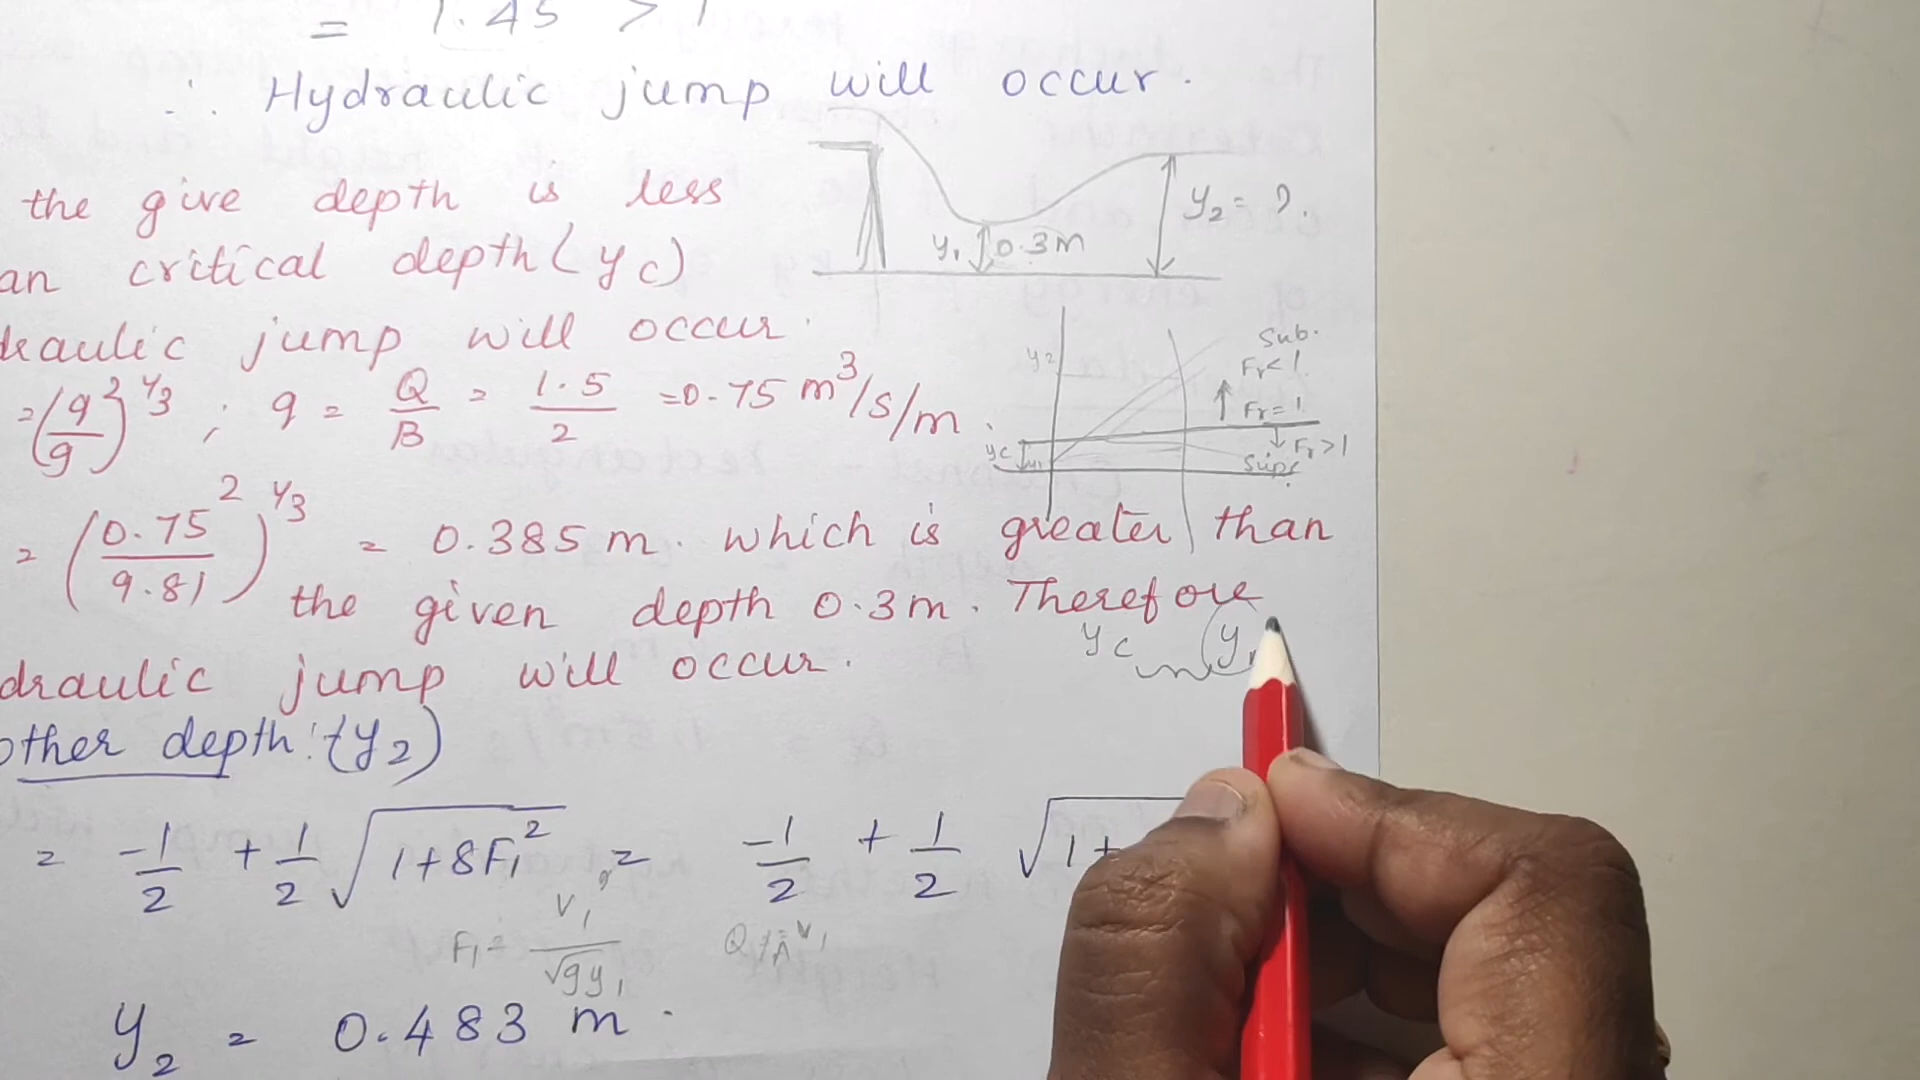 = 1.45 > 1
∴ Hydraulic jump will occur.
the give depth is less
an critical depth (yc)
draulic jump will occur.
= (q²/g)^1/3 ; q = Q/B = 1.5/2 = 0.75 m³/s/m.
= (0.75²/9.81)^1/3 = 0.385 m. which is greater than
the given depth 0.3m. Therefore
draulic jump will occur.
other depth: (y2)
= -1/2 + 1/2 √1+8F1² = -1/2 + 1/2 √1+
F1 = V1/√gy1
y2 = 0.483 m.
y1 0.3m
y2 = ?.
y2
Sub.
Fr<1
Fr=1
yc
y1
Fr>1
yc y1